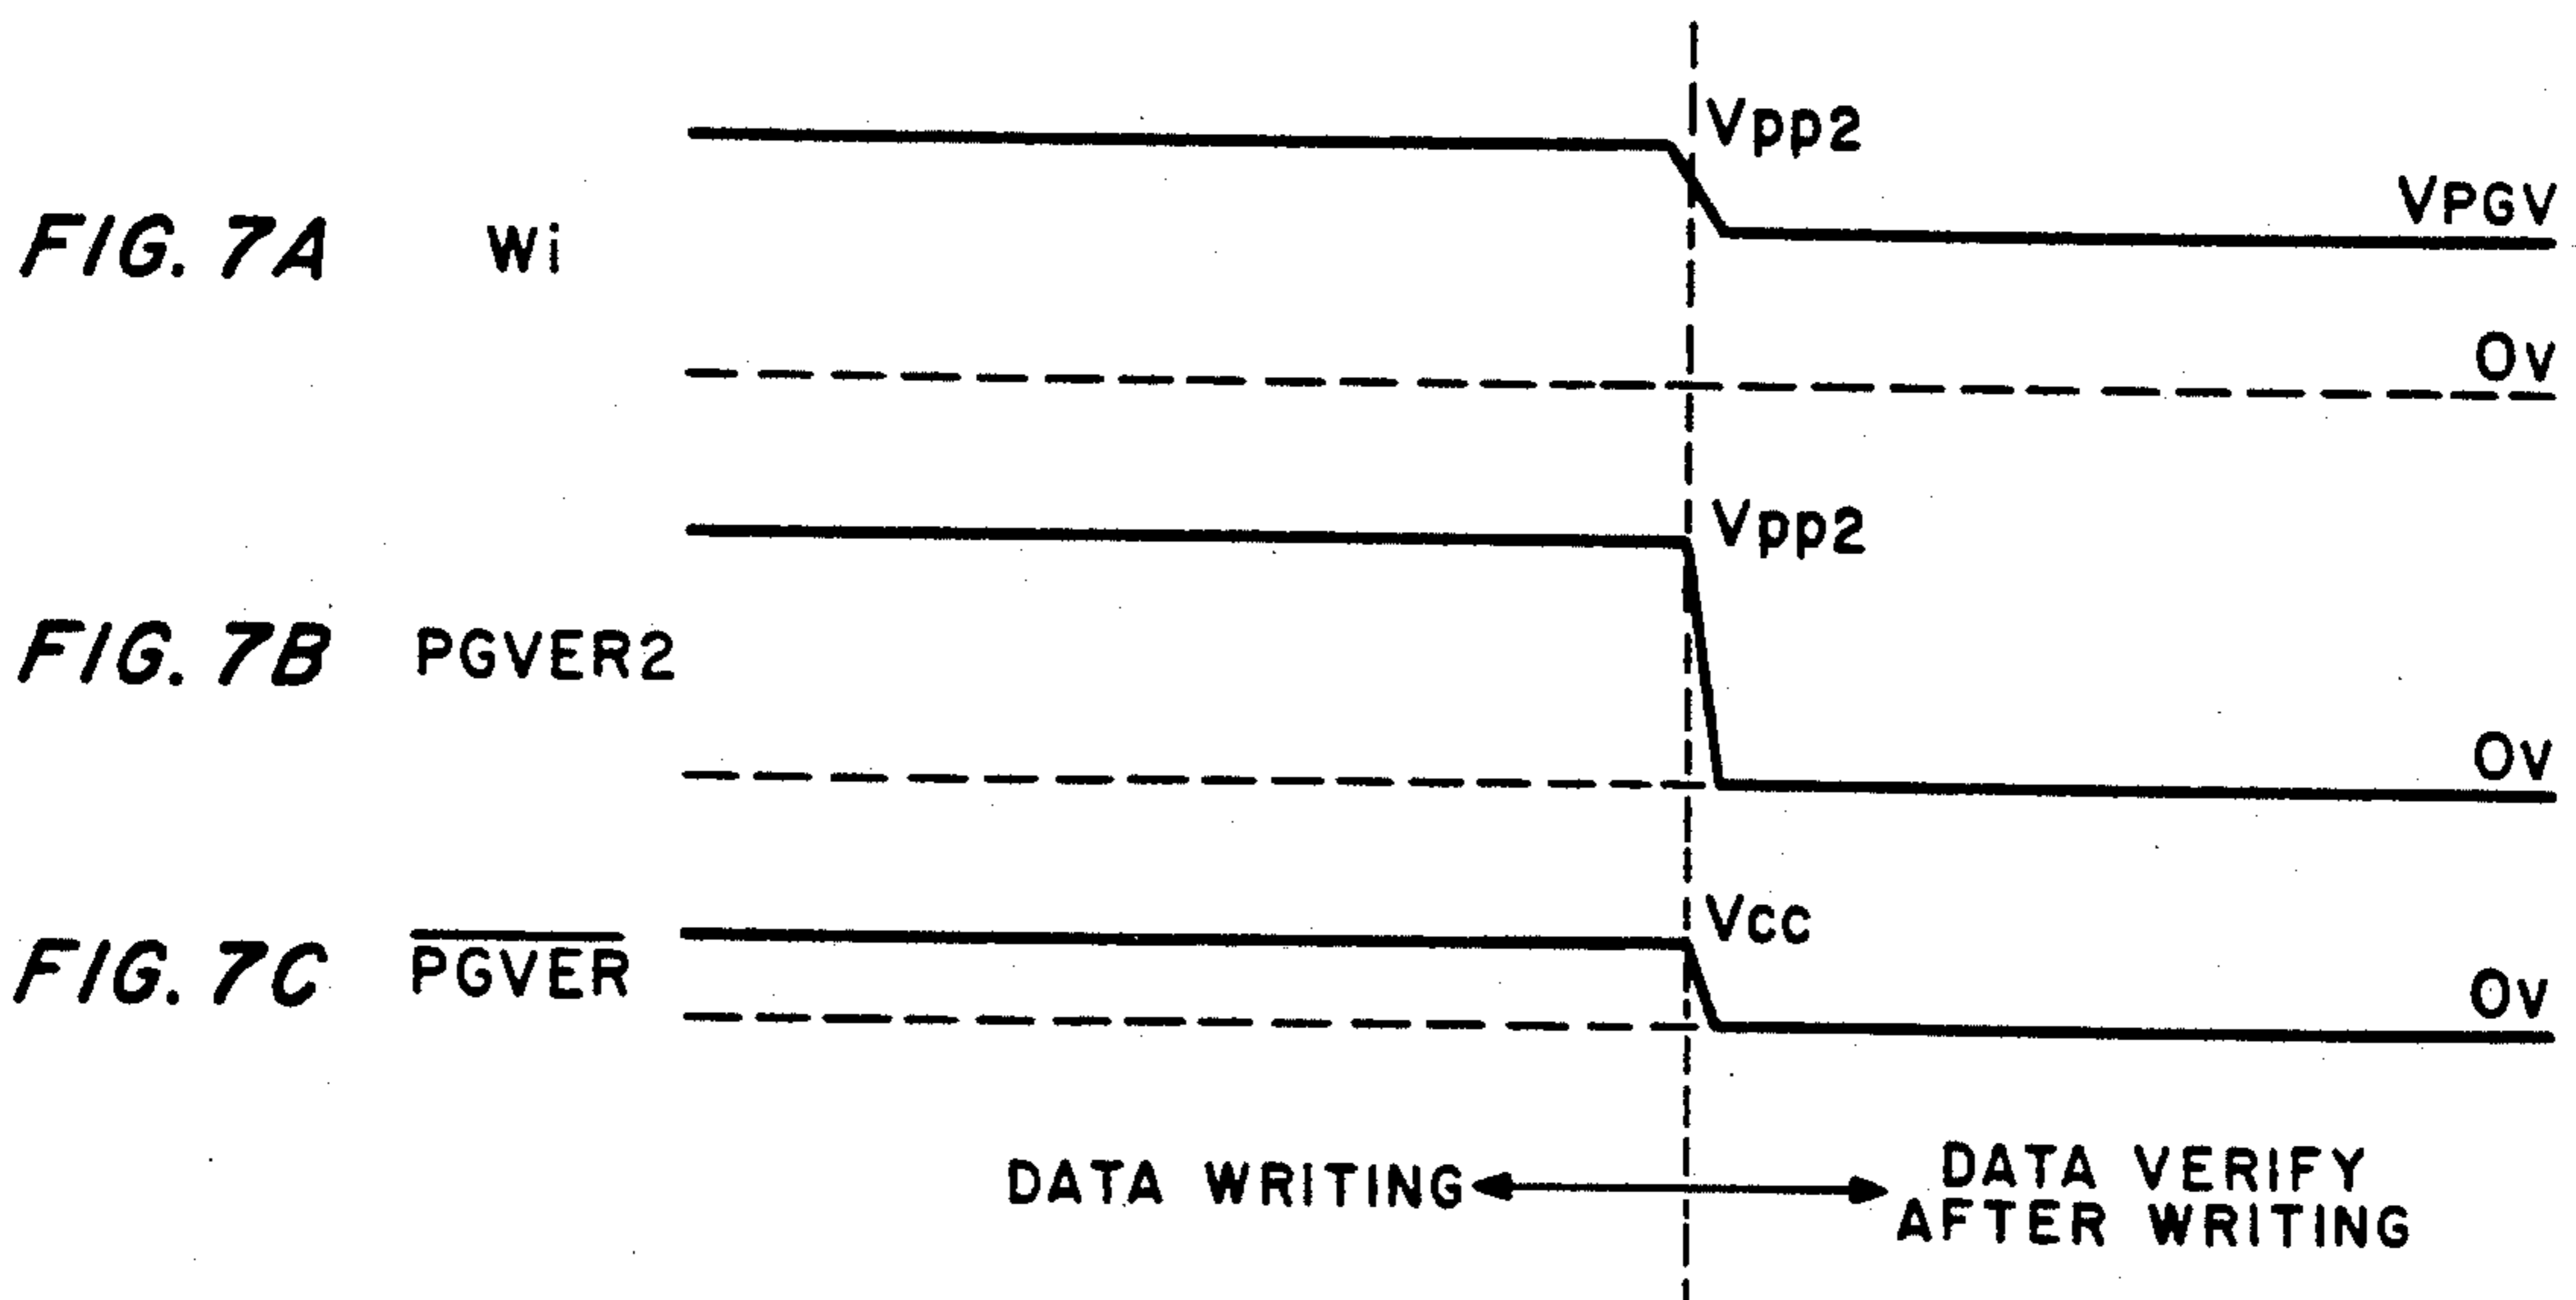 Vpp2
VPGV
FIG. 7A Wi
Ov
Vpp2
FIG. 7B PGVER2
Ov
Vcc
FIG. 7C PGVER
Ov
DATA WRITING
DATA VERIFY
AFTER WRITING